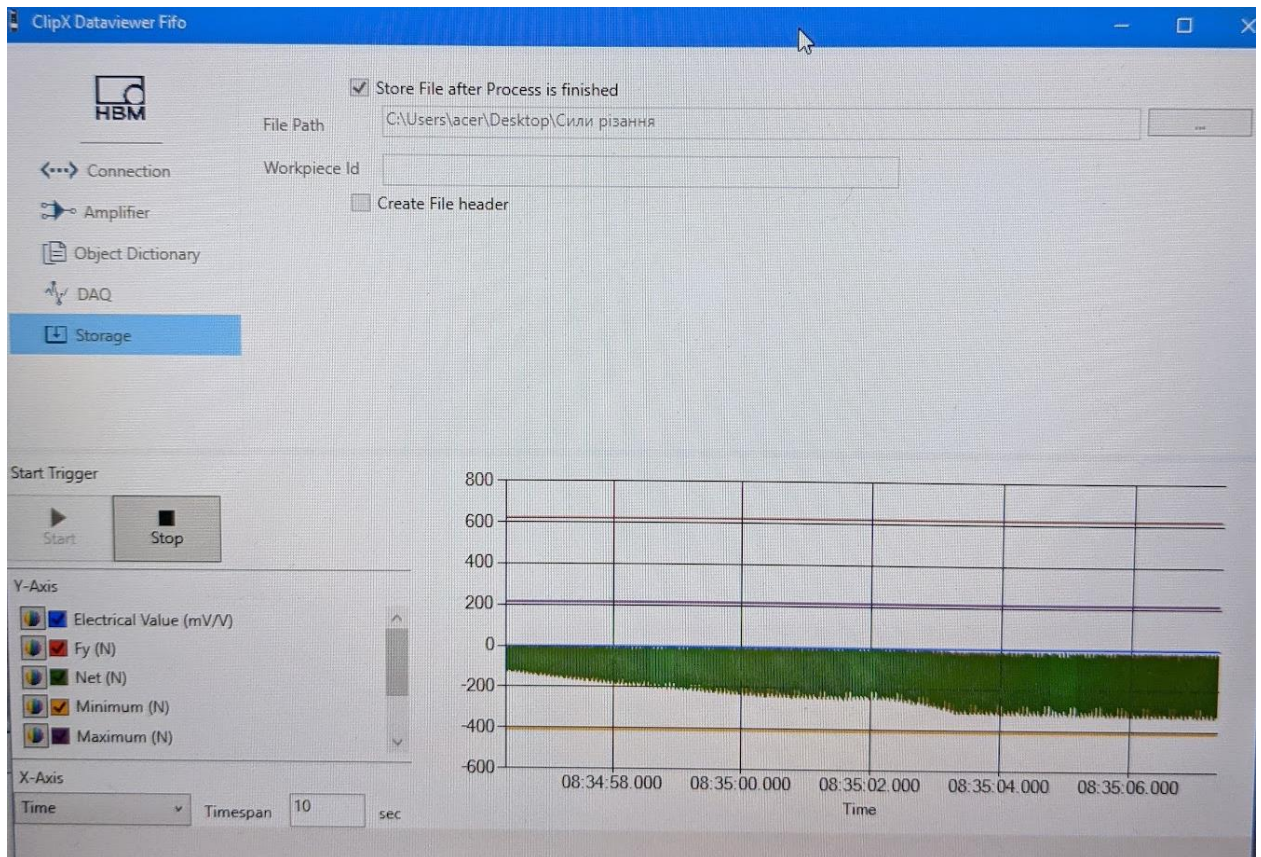 ClipX Dataviewer Fifo
HBM
Connection
Amplifier
Object Dictionary
DAQ
Storage
Store File after Process is finished
File Path C:\Users\acer\Desktop\Сили різання ...
Workpiece Id
Create File header
Start Trigger
Start Stop
Y-Axis
Electrical Value (mV/V)
Fy (N)
Net (N)
Minimum (N)
Maximum (N)
X-Axis
Time Timespan 10 sec
800
600
400
200
0
-200
-400
-600
08:34:58.000 08:35:00.000 08:35:02.000 08:35:04.000 08:35:06.000
Time